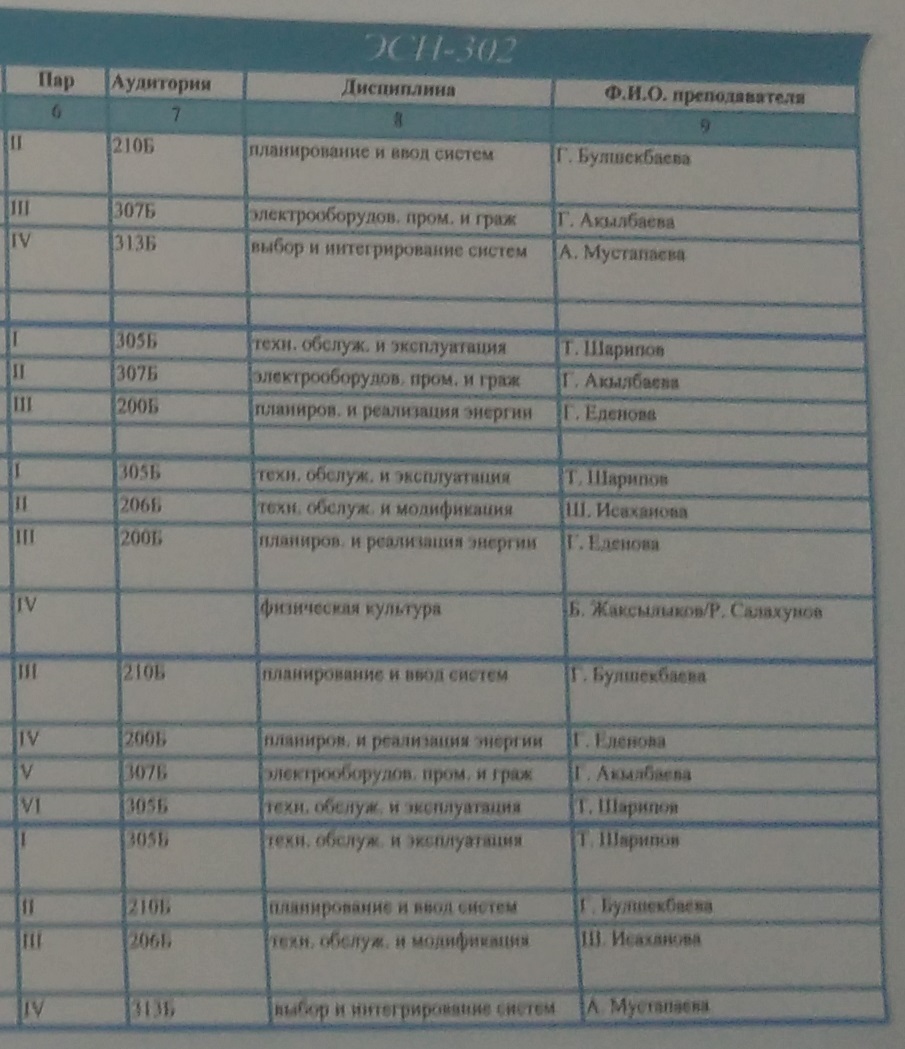 ЭСН-302
Пар Аудитория Дисциплина Ф.И.О. преподавателя
6 7 8 9
II 210Б планирование и ввод систем Г. Булшекбаева
III 307Б электрооборудов. пром. и граж Г. Акылбаева
IV 313Б выбор и интегрирование систем А. Мустапаева
I 305Б техн. обслуж. и эксплуатация Т. Шарипов
II 307Б электрооборудов. пром. и граж Г. Акылбаева
III 200Б планиров. и реализация энергии Г. Еденова
I 305Б техн. обслуж. и эксплуатация Т. Шарипов
II 206Б техн. обслуж. и модификация Ш. Исаханова
III 200Б планиров. и реализация энергии Г. Еденова
IV физическая культура Б. Жаксылыков/Р. Салахунов
III 210Б планирование и ввод систем Г. Булшекбаева
IV 200Б планиров. и реализация энергии Г. Еденова
V 307Б электрооборудов. пром. и граж Г. Акылбаева
VI 305Б техн. обслуж. и эксплуатация Т. Шарипов
I 305Б техн. обслуж. и эксплуатация Т. Шарипов
II 210Б планирование и ввод систем Г. Булшекбаева
III 206Б техн. обслуж. и модификация Ш. Исаханова
IV 313Б выбор и интегрирование систем А. Мустапаева